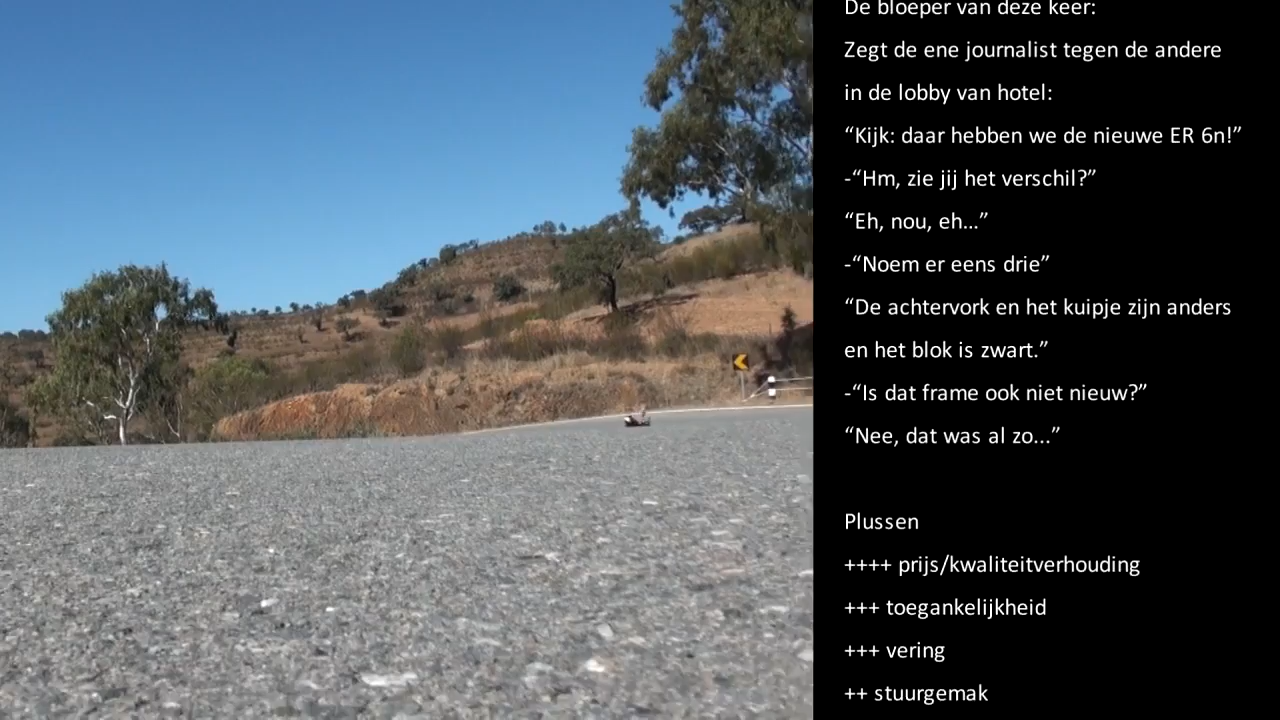 De bloeper van deze keer:
Zegt de ene journalist tegen de andere
in de lobby van hotel:
“Kijk: daar hebben we de nieuwe ER 6n!”
-“Hm, zie jij het verschil?”
“Eh, nou, eh...”
-“Noem er eens drie”
“De achtervork en het kuipje zijn anders
en het blok is zwart.”
-“Is dat frame ook niet nieuw?”
“Nee, dat was al zo...”
Plussen
++++ prijs/kwaliteitverhouding
+++ toegankelijkheid
+++ vering
++ stuurgemak